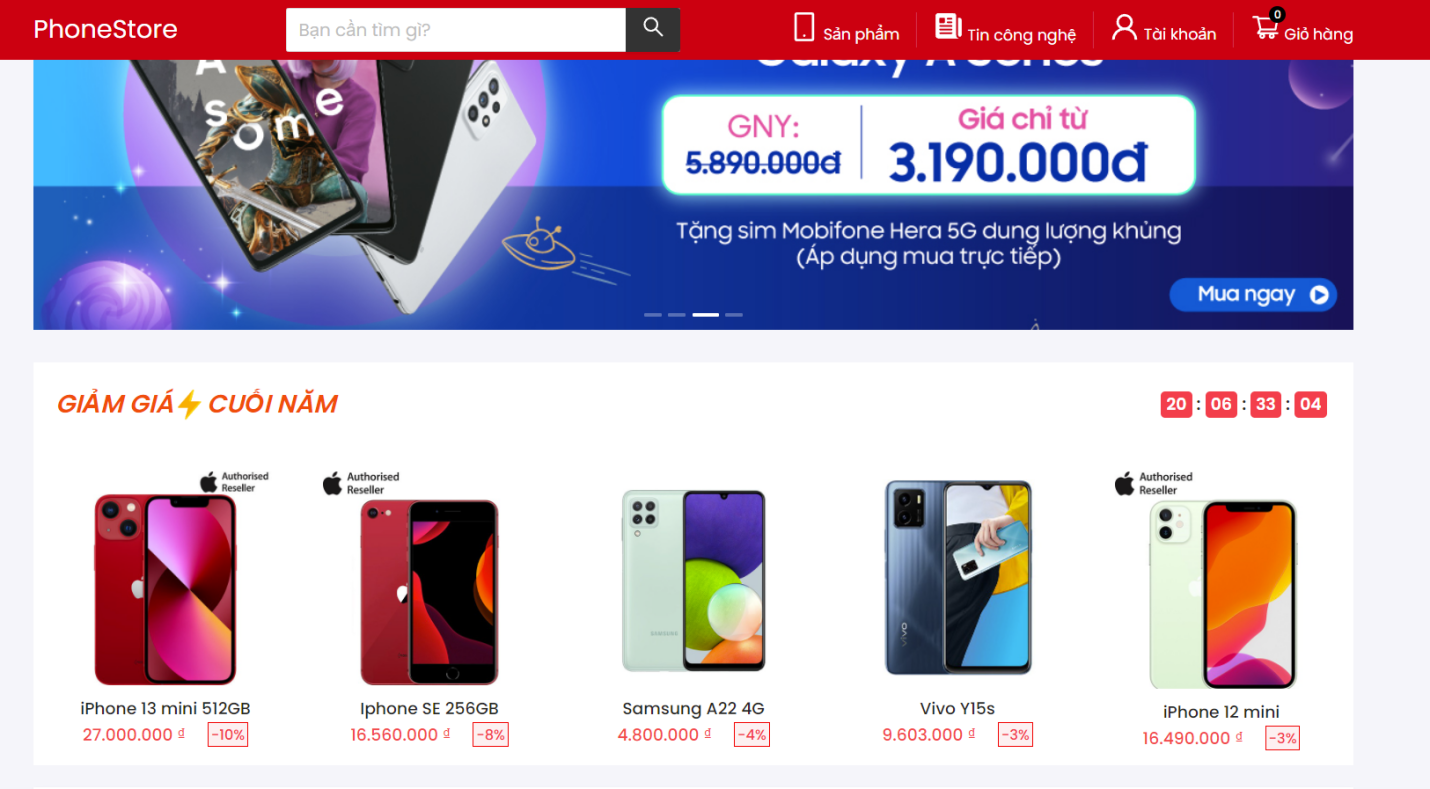 PhoneStore
Bạn cần tìm gì?
Sản phẩm
Tin công nghệ
Tài khoản
0
Giỏ hàng
Galaxy A Series
A
s
o
m
e
GNY:
5.890.000đ
Giá chỉ từ
3.190.000đ
Tặng sim Mobifone Hera 5G dung lượng khủng
(Áp dụng mua trực tiếp)
Mua ngay
GIẢM GIÁ⚡CUỐI NĂM
20 : 06 : 33 : 04
Authorised
Reseller
Authorised
Reseller
SAMSUNG
vivo
Authorised
Reseller
iPhone 13 mini 512GB
27.000.000 ₫ -10%
Iphone SE 256GB
16.560.000 ₫ -8%
Samsung A22 4G
4.800.000 ₫ -4%
Vivo Y15s
9.603.000 ₫ -3%
iPhone 12 mini
16.490.000 ₫ -3%